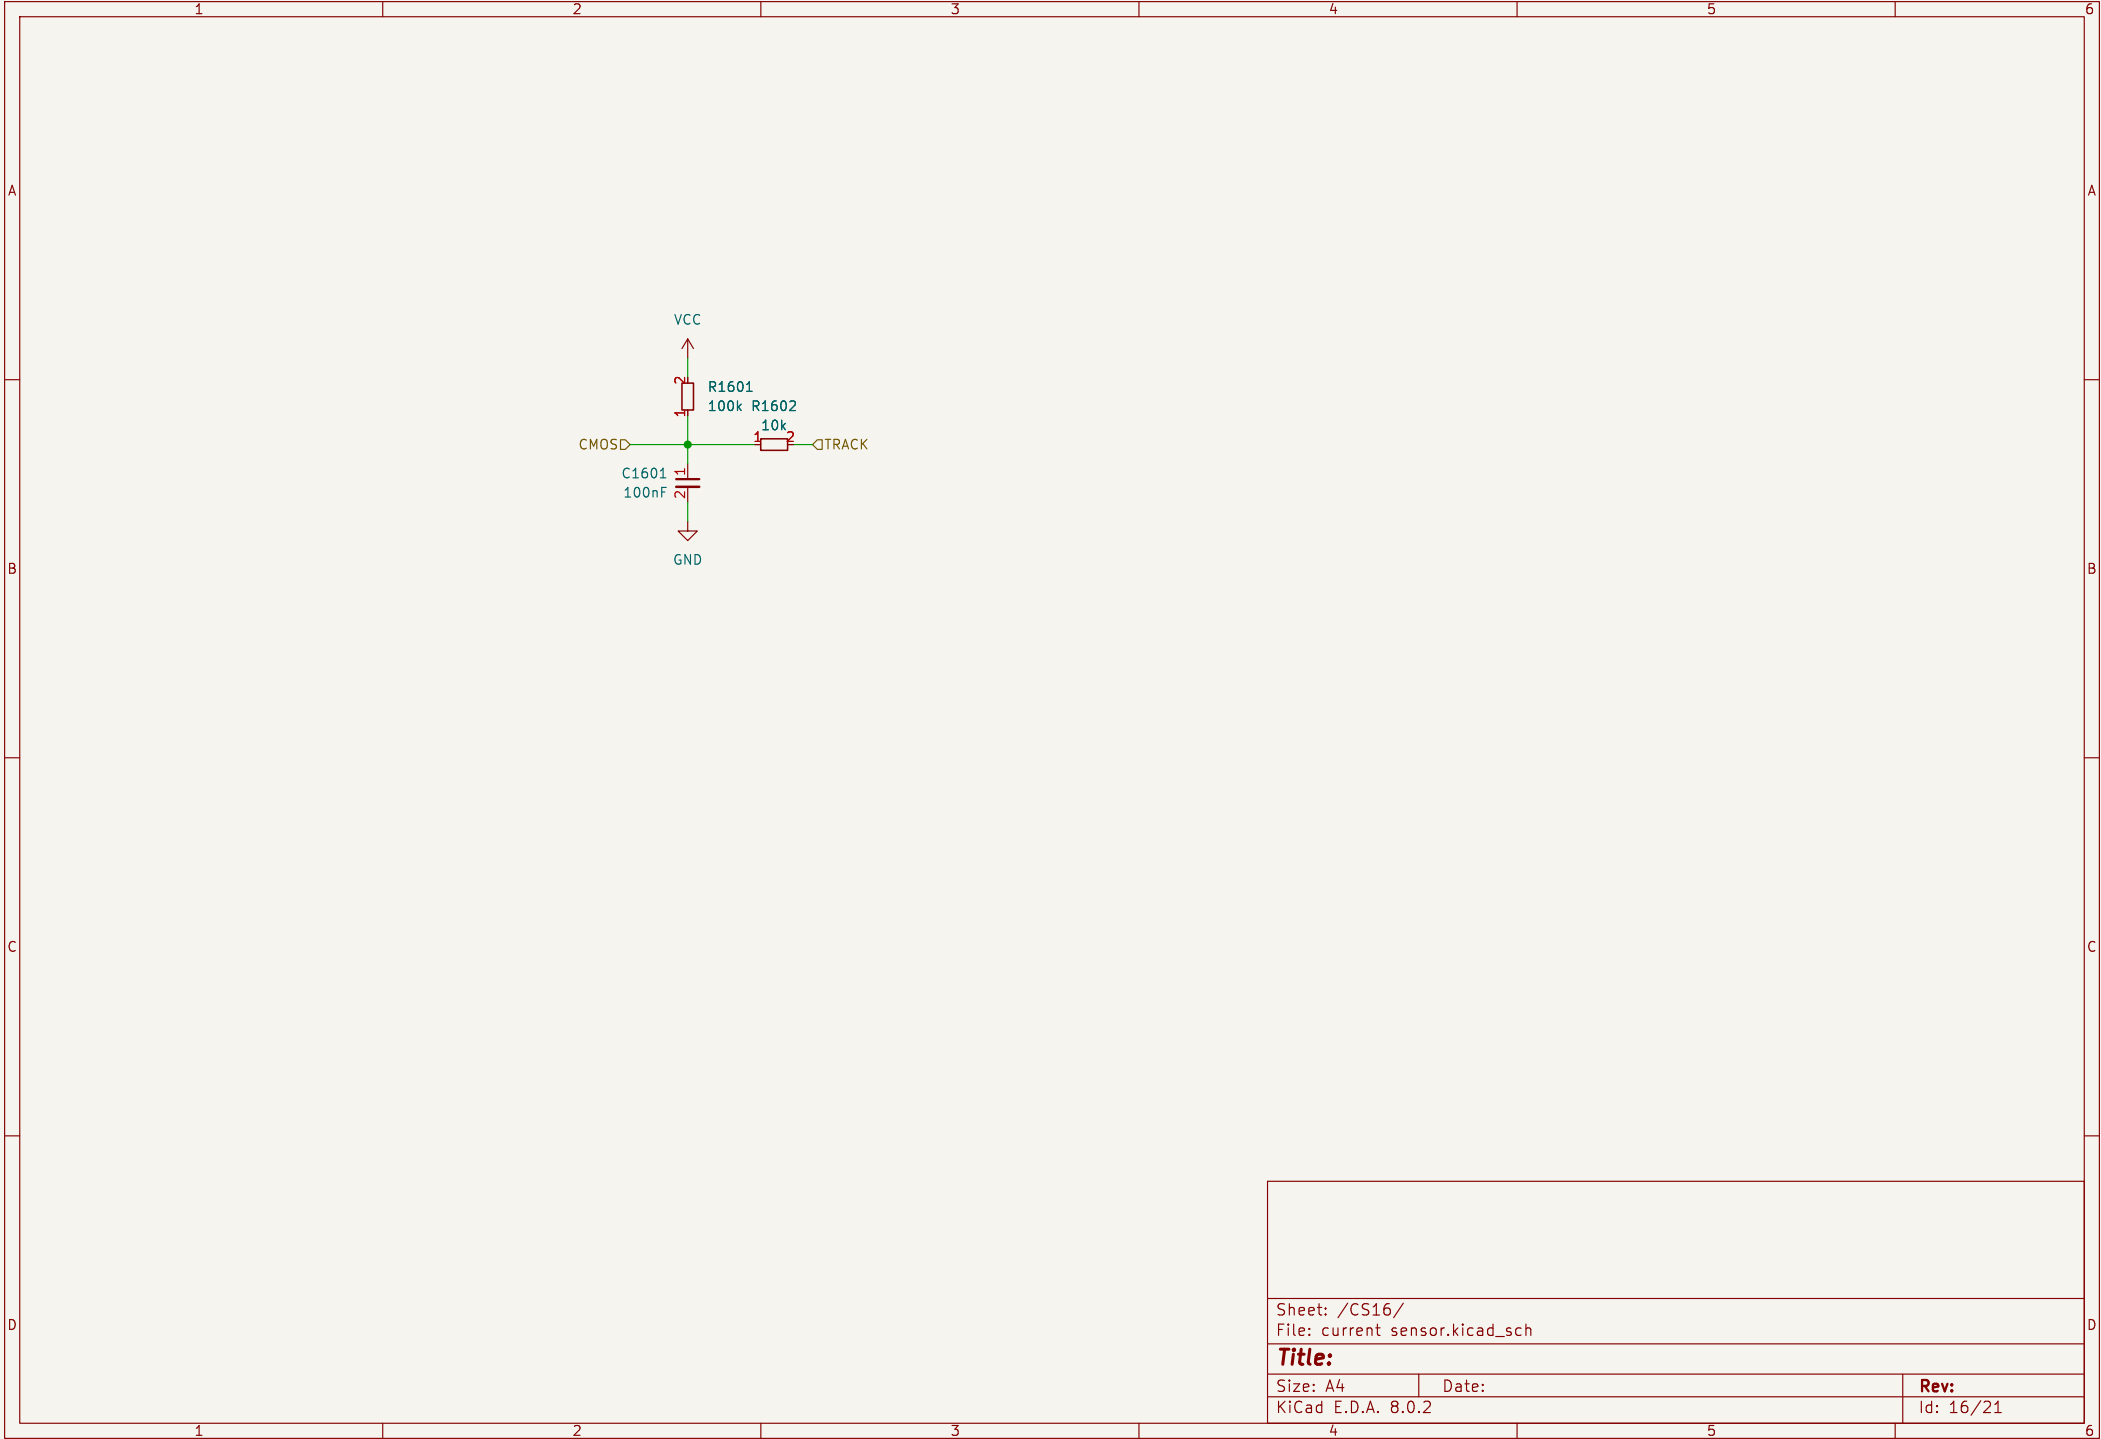 1 2 3 4 5 6
A A
VCC
2
R1601
100k R1602
1
10k
1 2
CMOS TRACK
C1601 1
100nF 2
GND
B B
C C
Sheet: /CS16/
File: current sensor.kicad_sch
D D
Title:
Size: A4 Date: Rev:
KiCad E.D.A. 8.0.2 Id: 16/21
1 2 3 4 5 6